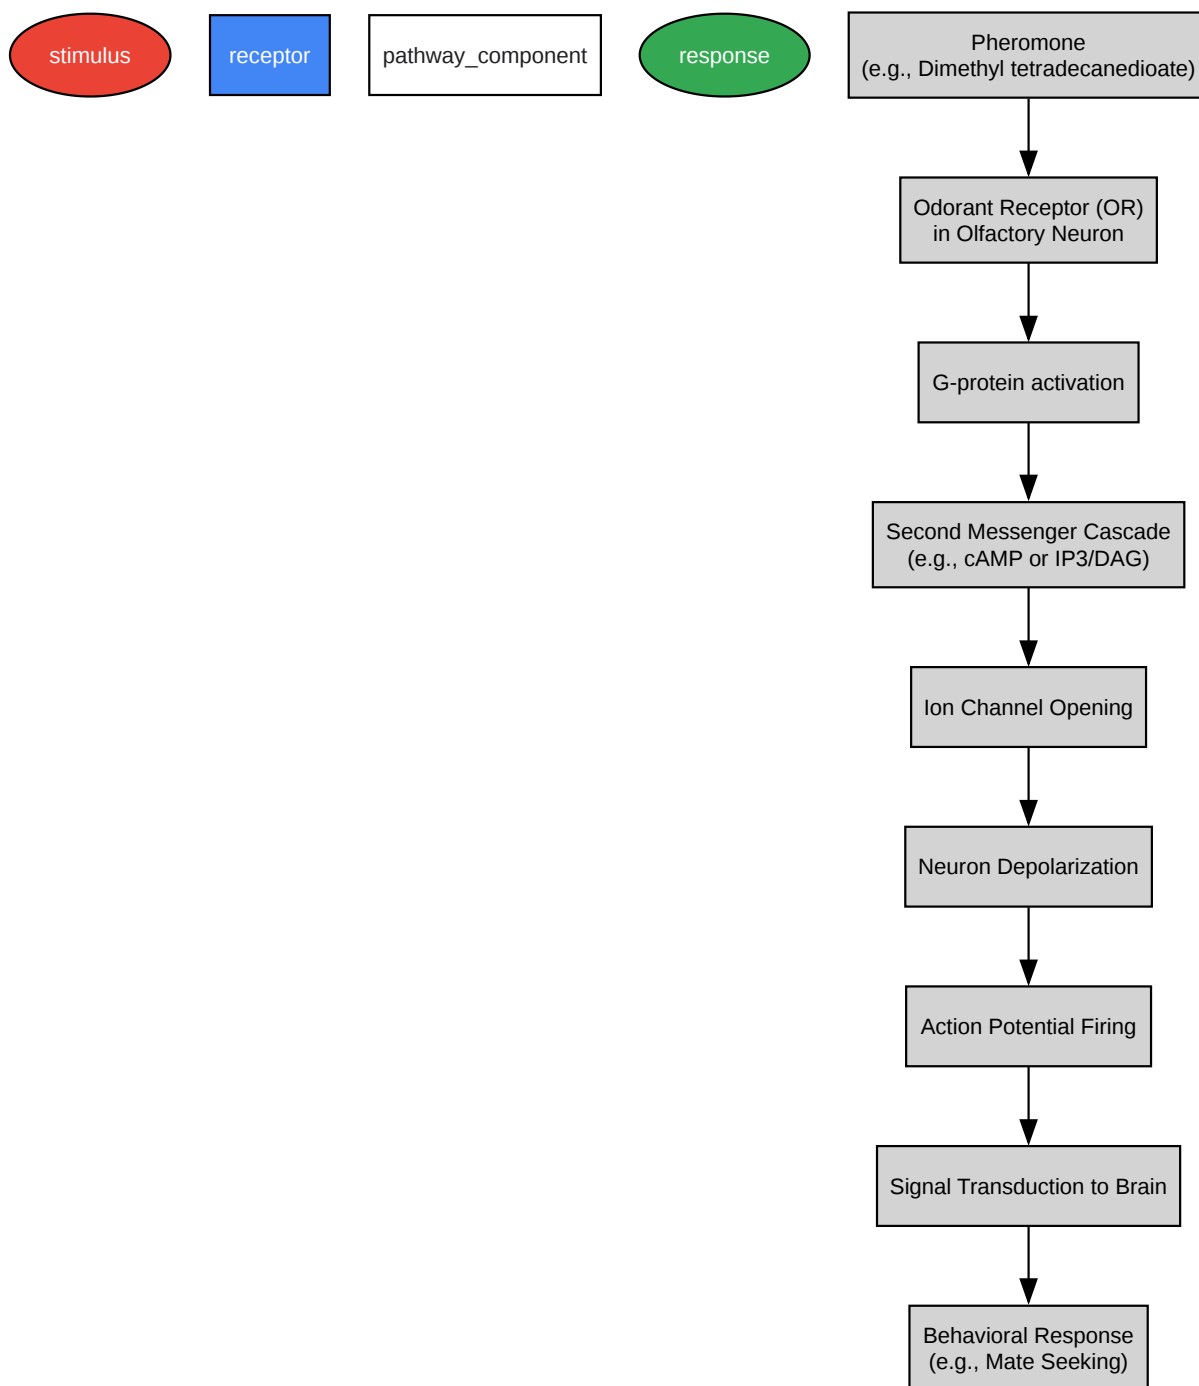 stimulus
receptor
pathway_component
response
Pheromone
(e.g., Dimethyl tetradecanedioate)
Odorant Receptor (OR)
in Olfactory Neuron
G-protein activation
Second Messenger Cascade
(e.g., cAMP or IP3/DAG)
Ion Channel Opening
Neuron Depolarization
Action Potential Firing
Signal Transduction to Brain
Behavioral Response
(e.g., Mate Seeking)